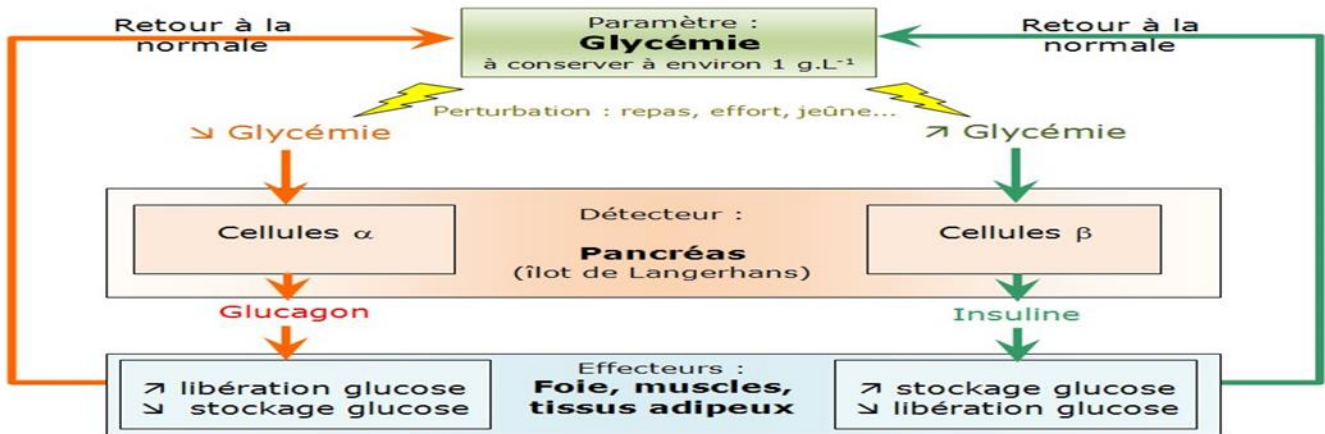 Retour à la
normale
Paramètre :
Glycémie
à conserver à environ 1 g.L⁻¹
Retour à la
normale
Perturbation : repas, effort, jeûne...
↘ Glycémie
↗ Glycémie
Cellules α
Détecteur :
Pancréas
(îlot de Langerhans)
Cellules β
Glucagon
Insuline
↗ libération glucose
↘ stockage glucose
Effecteurs :
Foie, muscles,
tissus adipeux
↗ stockage glucose
↘ libération glucose